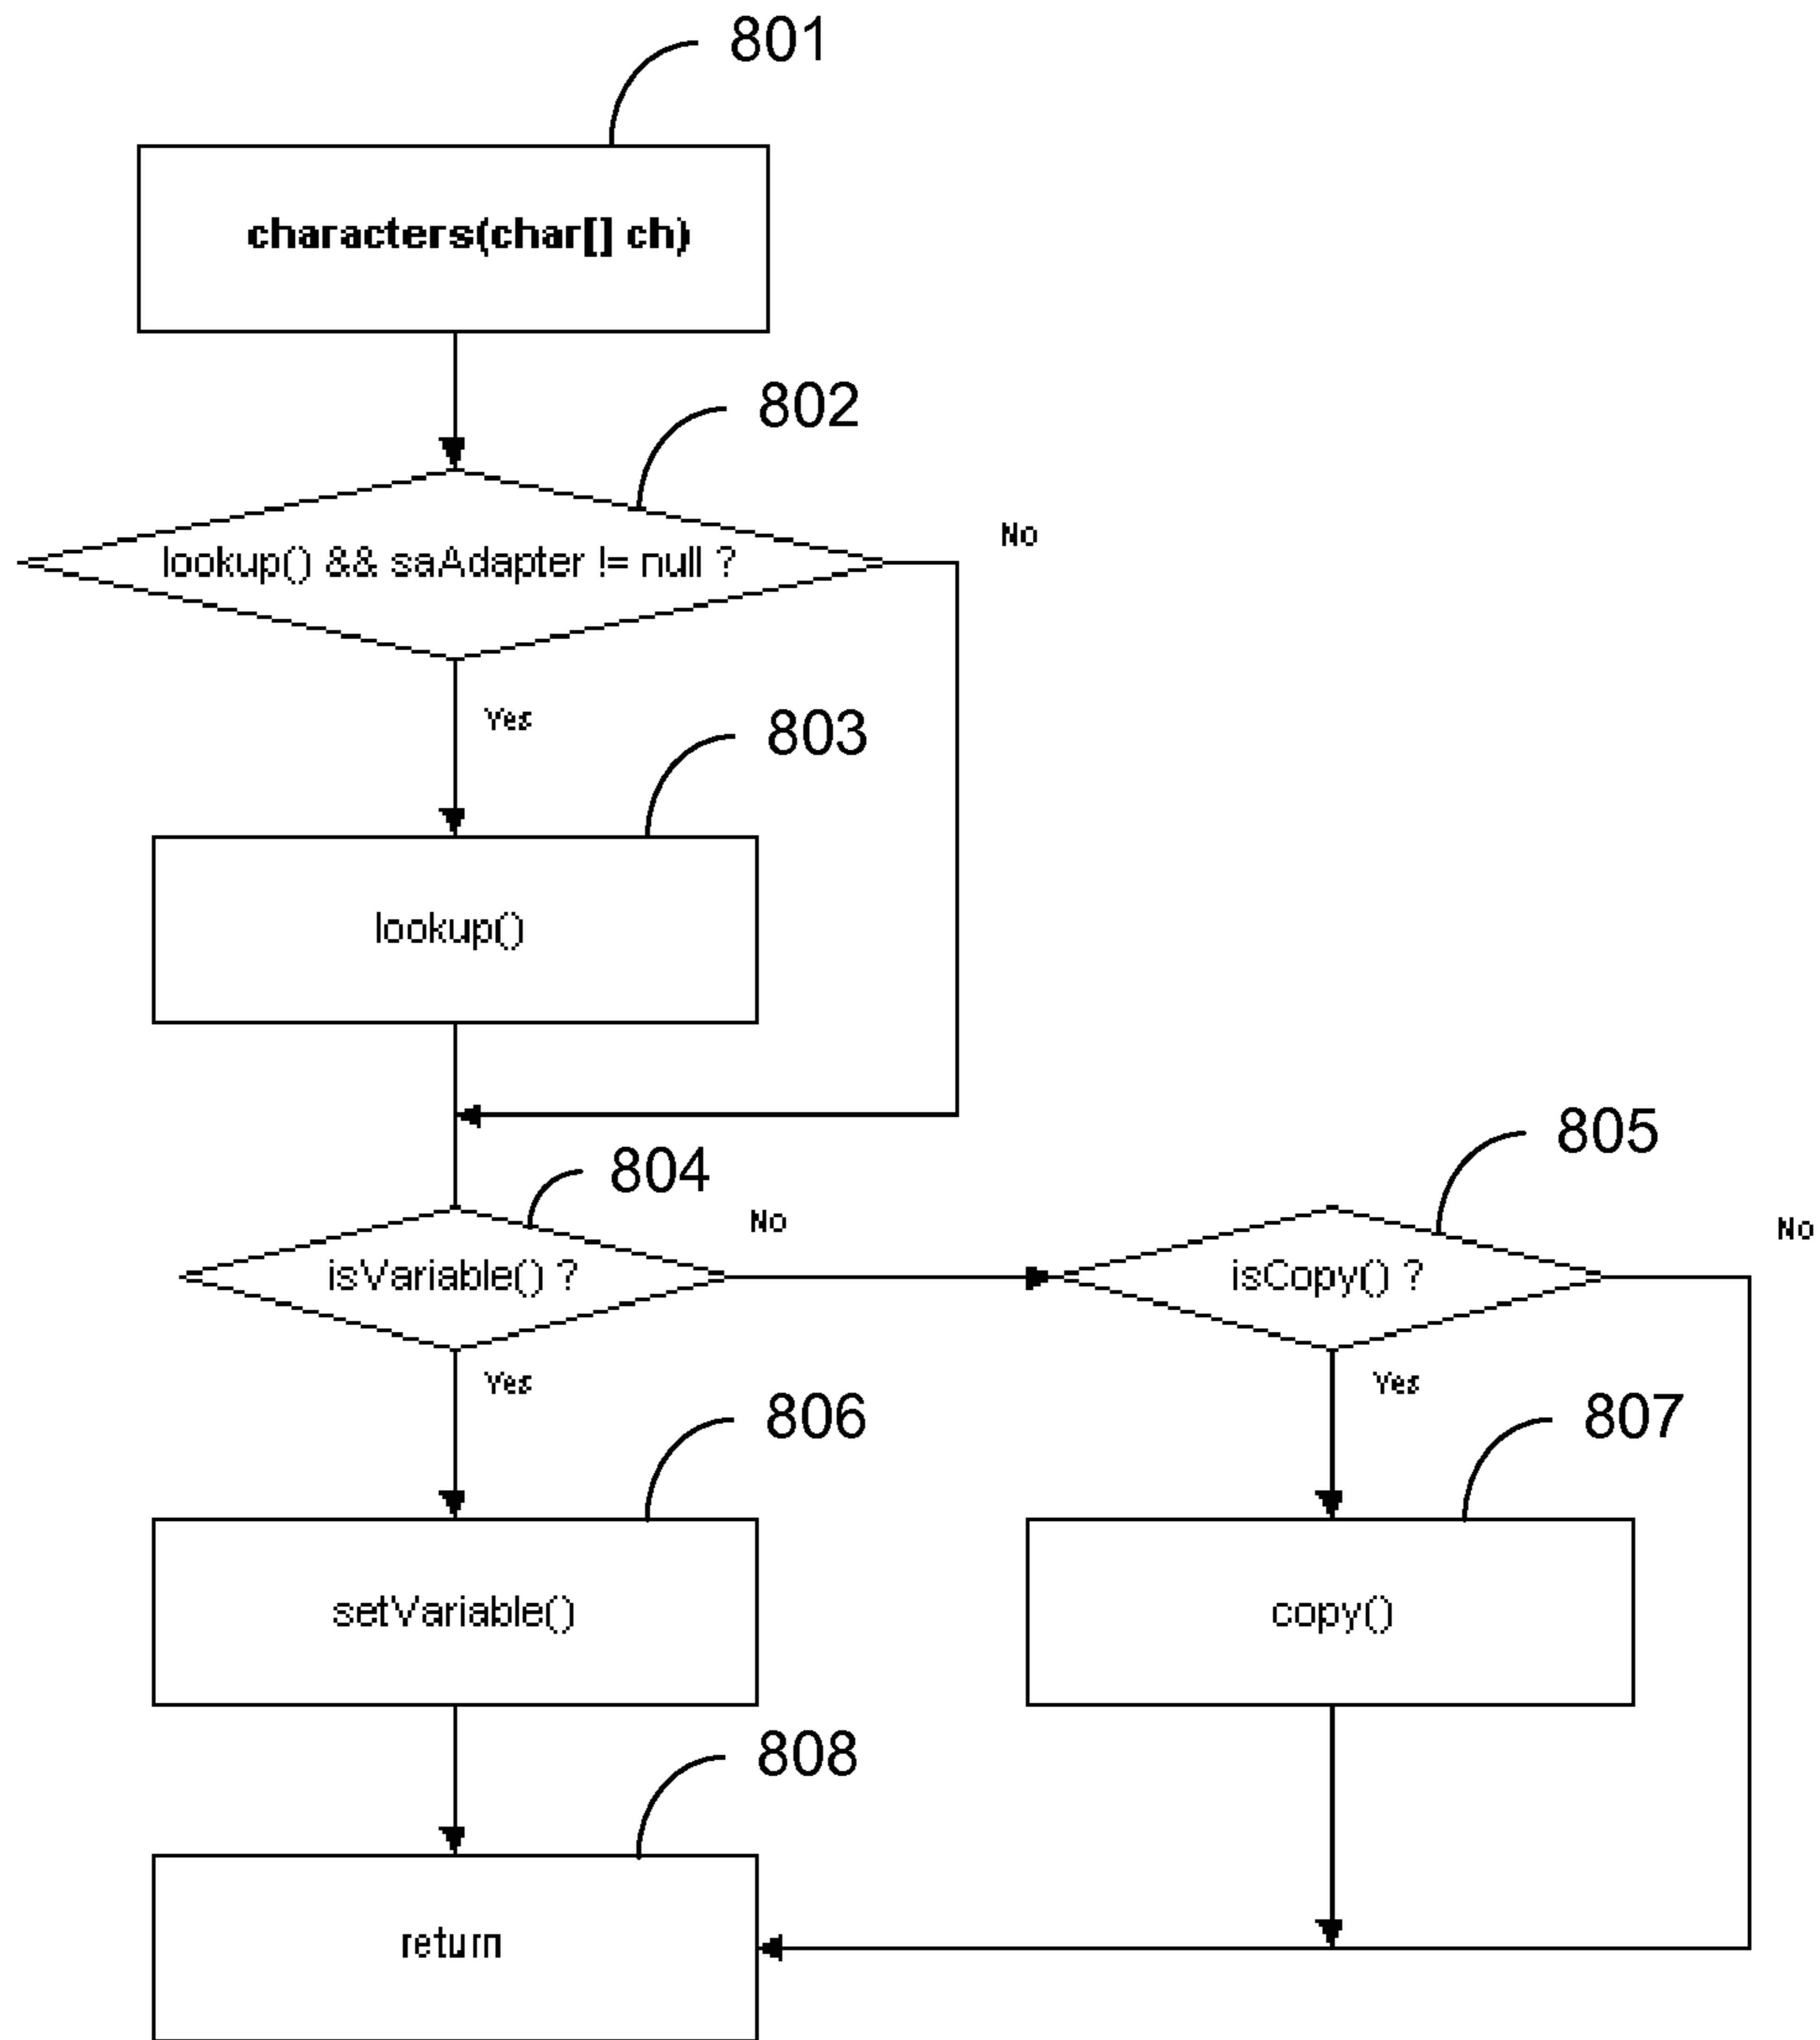 801
characters(char[] ch)
802
lookup() && saAdapter != null ?
No
Yes
803
lookup()
804
805
isVariable() ?
No
isCopy() ?
No
Yes
Yes
806
807
setVariable()
copy()
808
return